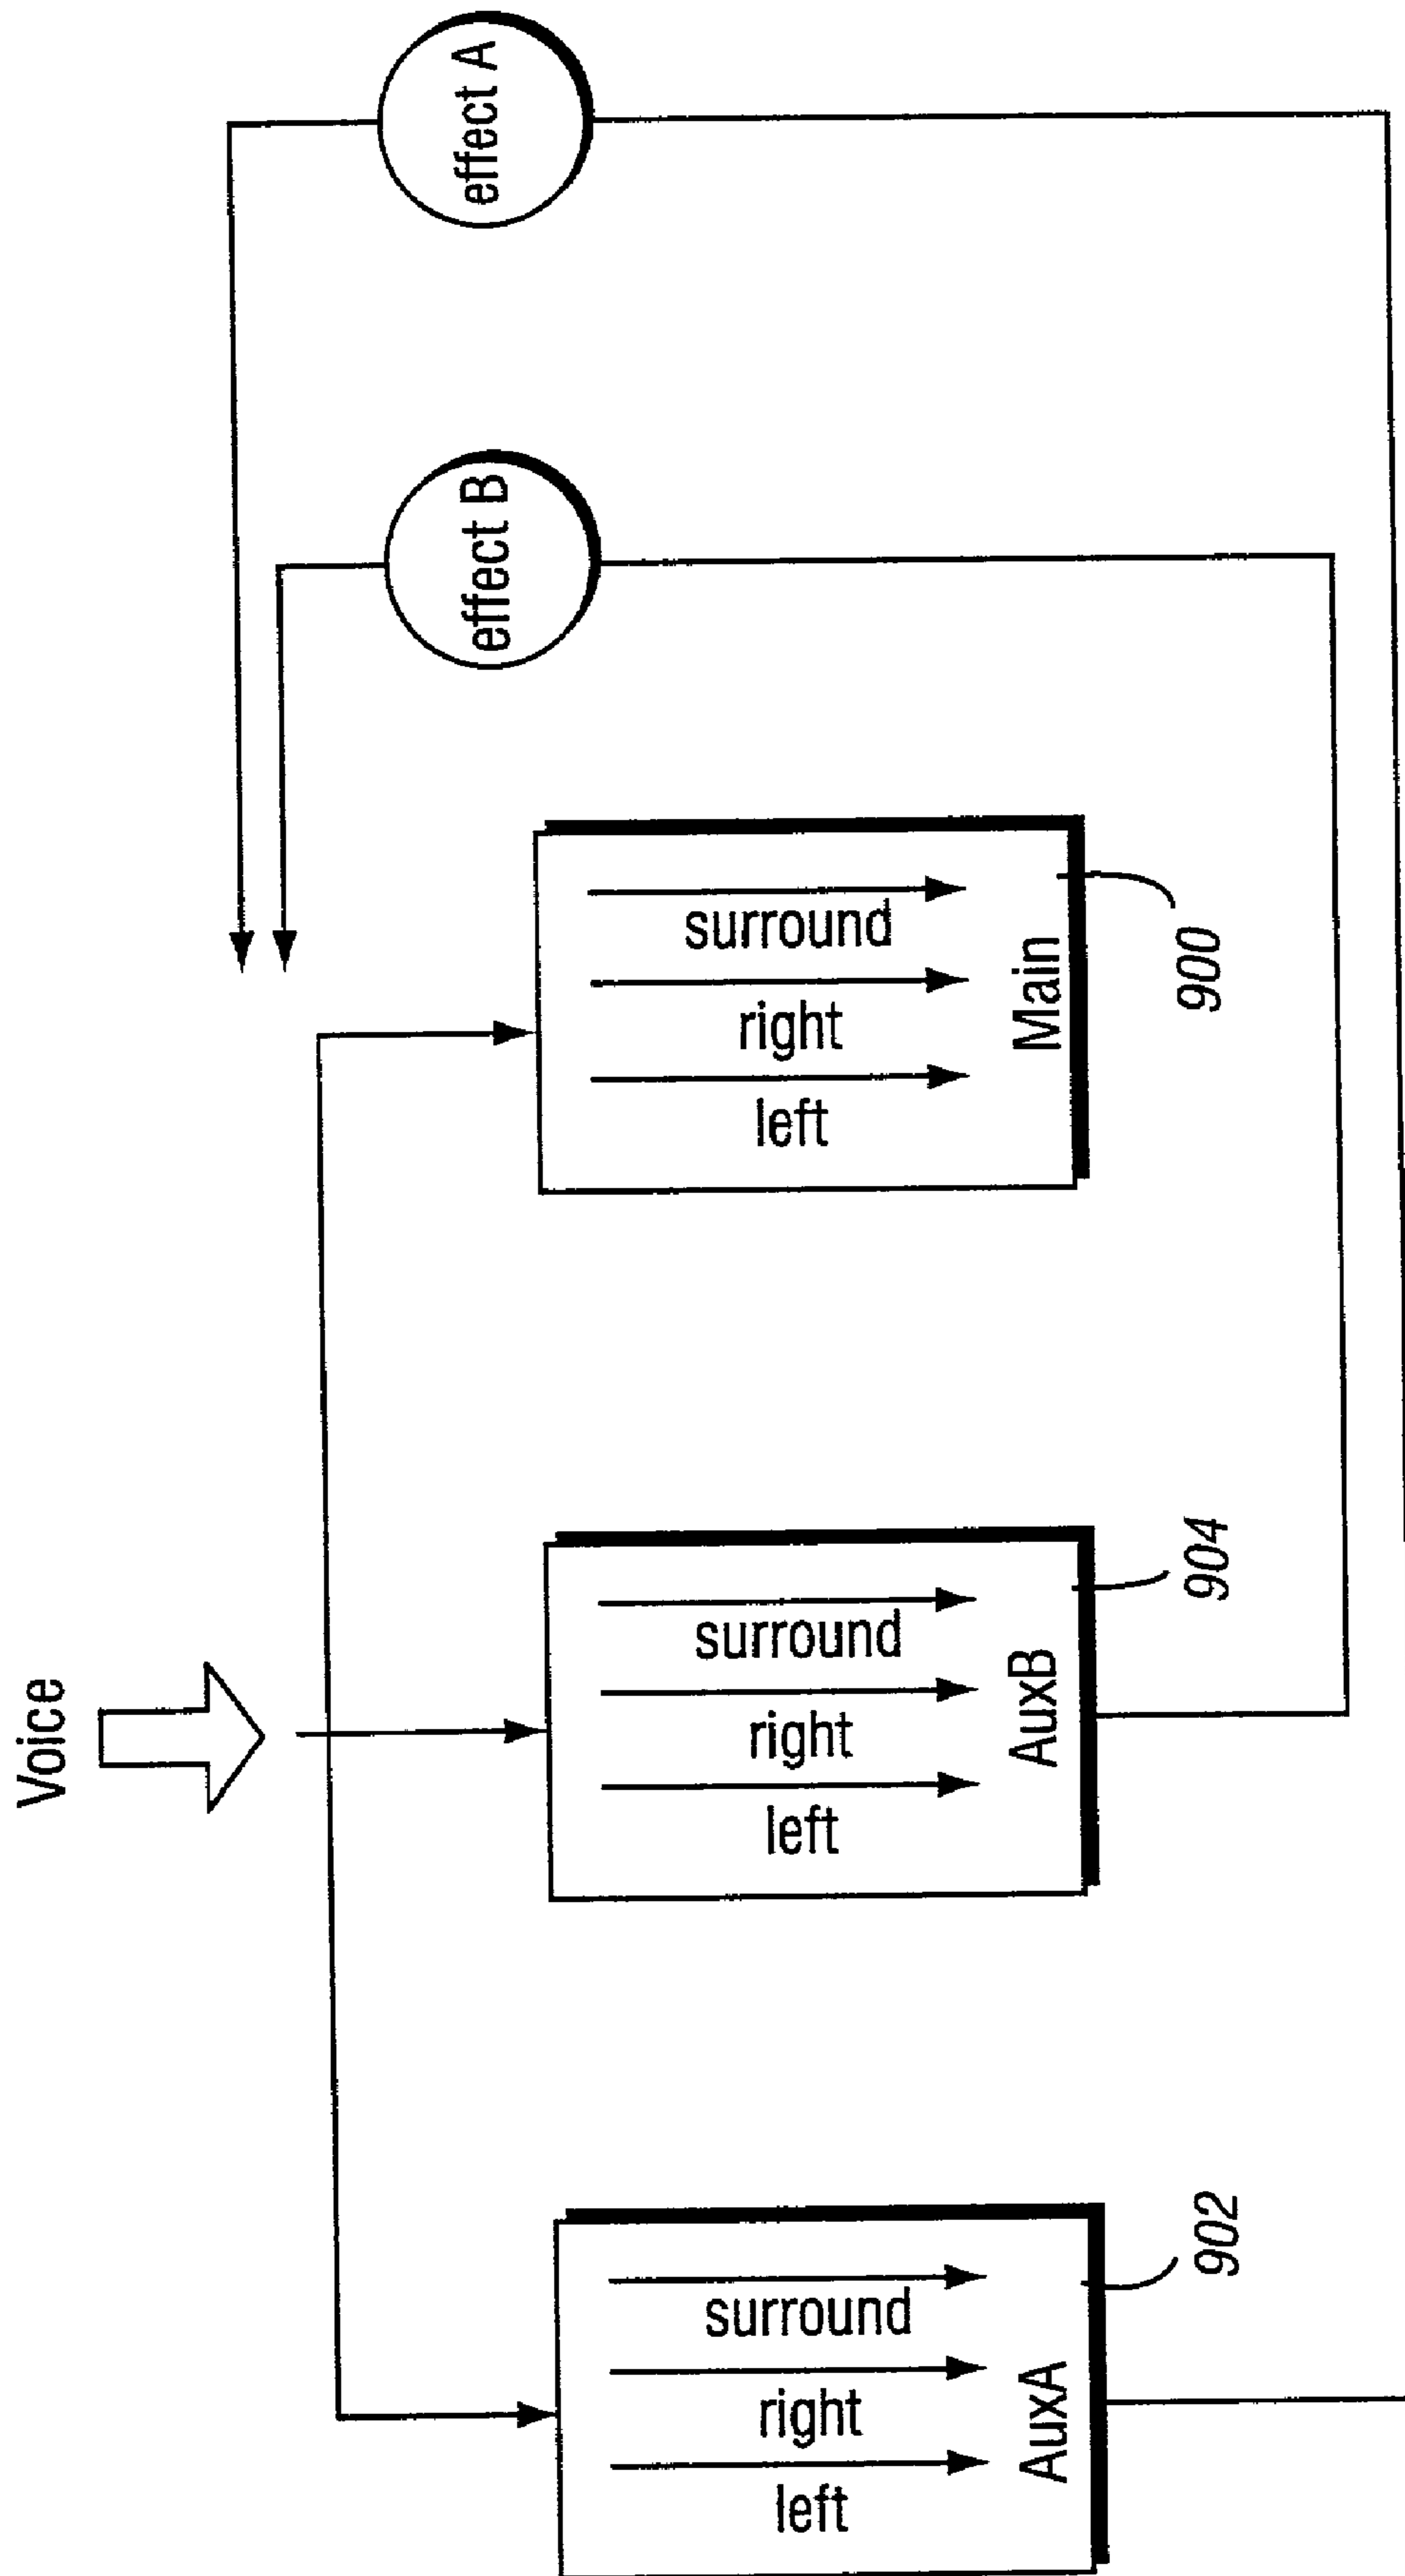 Voice
left
right
surround
AuxA
902
left
right
surround
AuxB
904
left
right
surround
Main
900
effect B
effect A